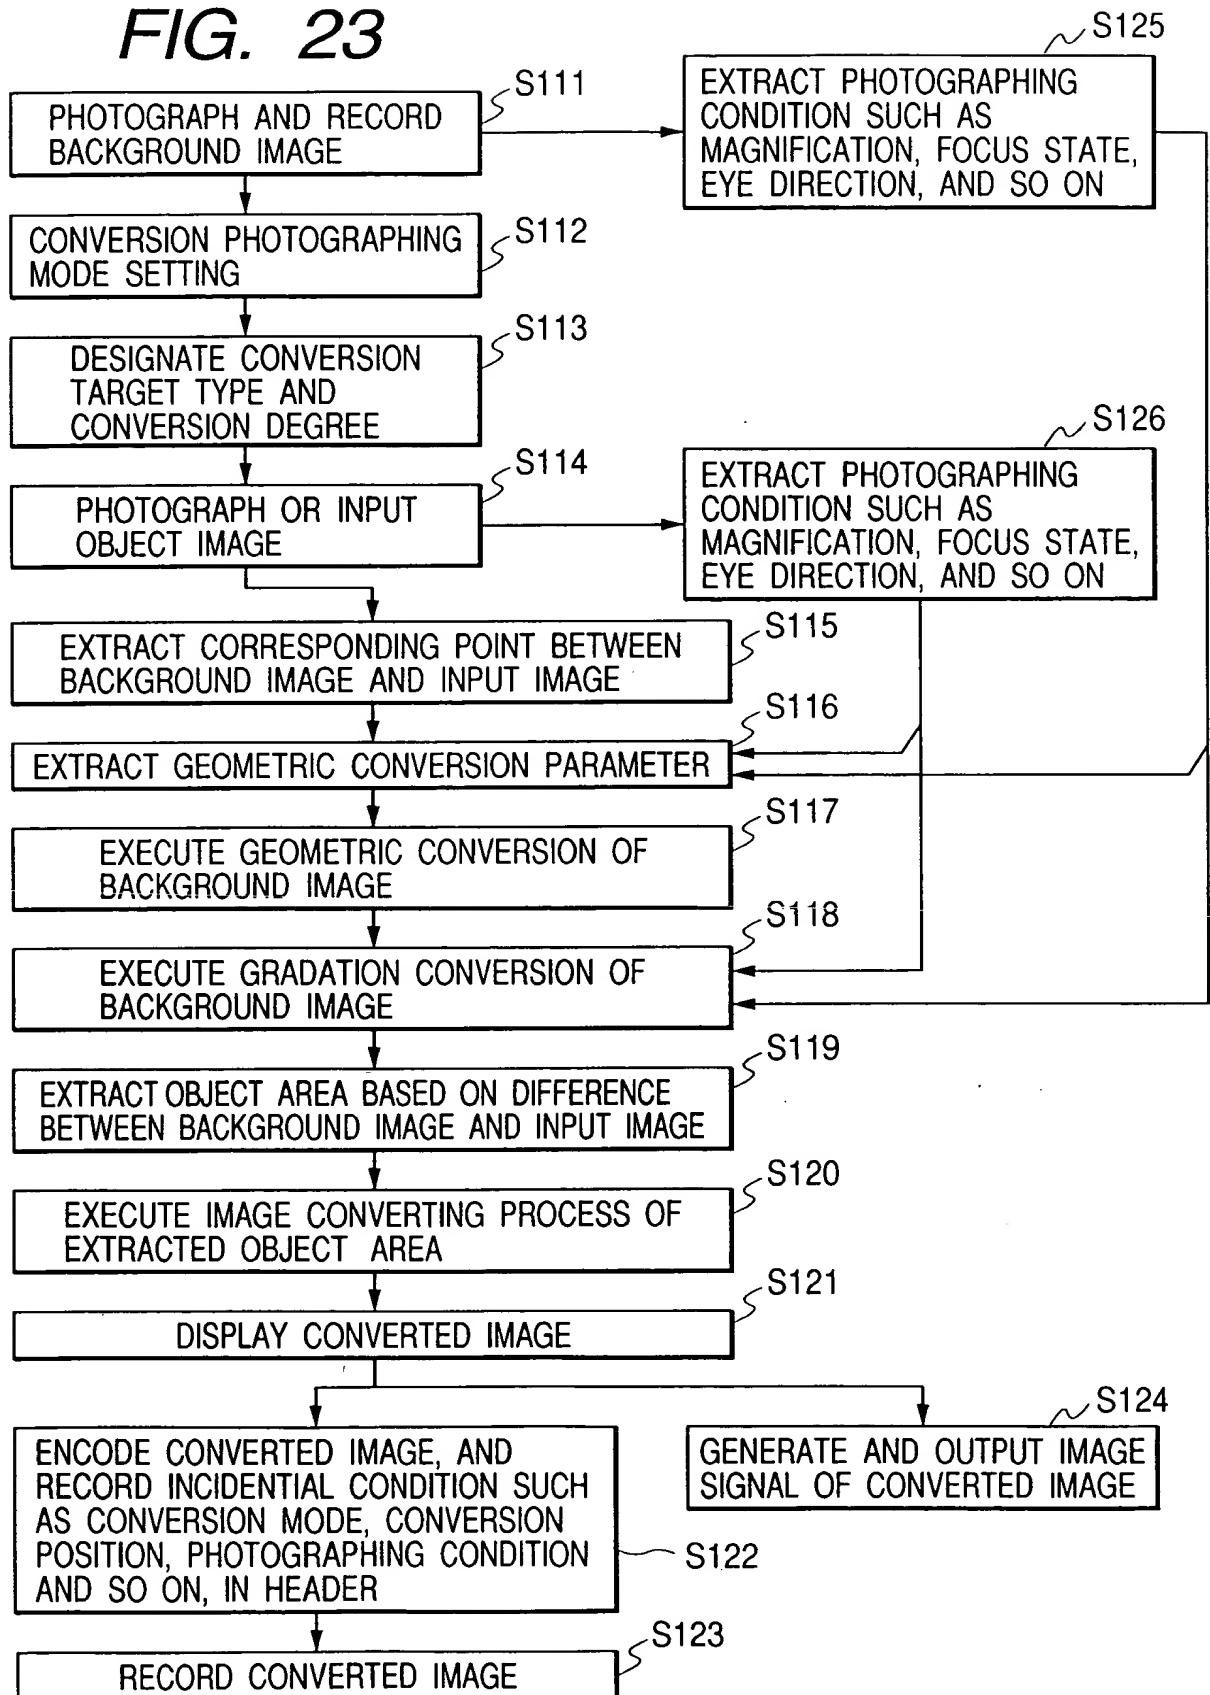 FIG. 23
S111
PHOTOGRAPH AND RECORD
BACKGROUND IMAGE
S125
EXTRACT PHOTOGRAPHING
CONDITION SUCH AS
MAGNIFICATION, FOCUS STATE,
EYE DIRECTION, AND SO ON
S112
CONVERSION PHOTOGRAPHING
MODE SETTING
S113
DESIGNATE CONVERSION
TARGET TYPE AND
CONVERSION DEGREE
S114
PHOTOGRAPH OR INPUT
OBJECT IMAGE
S126
EXTRACT PHOTOGRAPHING
CONDITION SUCH AS
MAGNIFICATION, FOCUS STATE,
EYE DIRECTION, AND SO ON
S115
EXTRACT CORRESPONDING POINT BETWEEN
BACKGROUND IMAGE AND INPUT IMAGE
S116
EXTRACT GEOMETRIC CONVERSION PARAMETER
S117
EXECUTE GEOMETRIC CONVERSION OF
BACKGROUND IMAGE
S118
EXECUTE GRADATION CONVERSION OF
BACKGROUND IMAGE
S119
EXTRACT OBJECT AREA BASED ON DIFFERENCE
BETWEEN BACKGROUND IMAGE AND INPUT IMAGE
S120
EXECUTE IMAGE CONVERTING PROCESS OF
EXTRACTED OBJECT AREA
S121
DISPLAY CONVERTED IMAGE
S122
ENCODE CONVERTED IMAGE, AND
RECORD INCIDENTIAL CONDITION SUCH
AS CONVERSION MODE, CONVERSION
POSITION, PHOTOGRAPHING CONDITION
AND SO ON, IN HEADER
S124
GENERATE AND OUTPUT IMAGE
SIGNAL OF CONVERTED IMAGE
S123
RECORD CONVERTED IMAGE